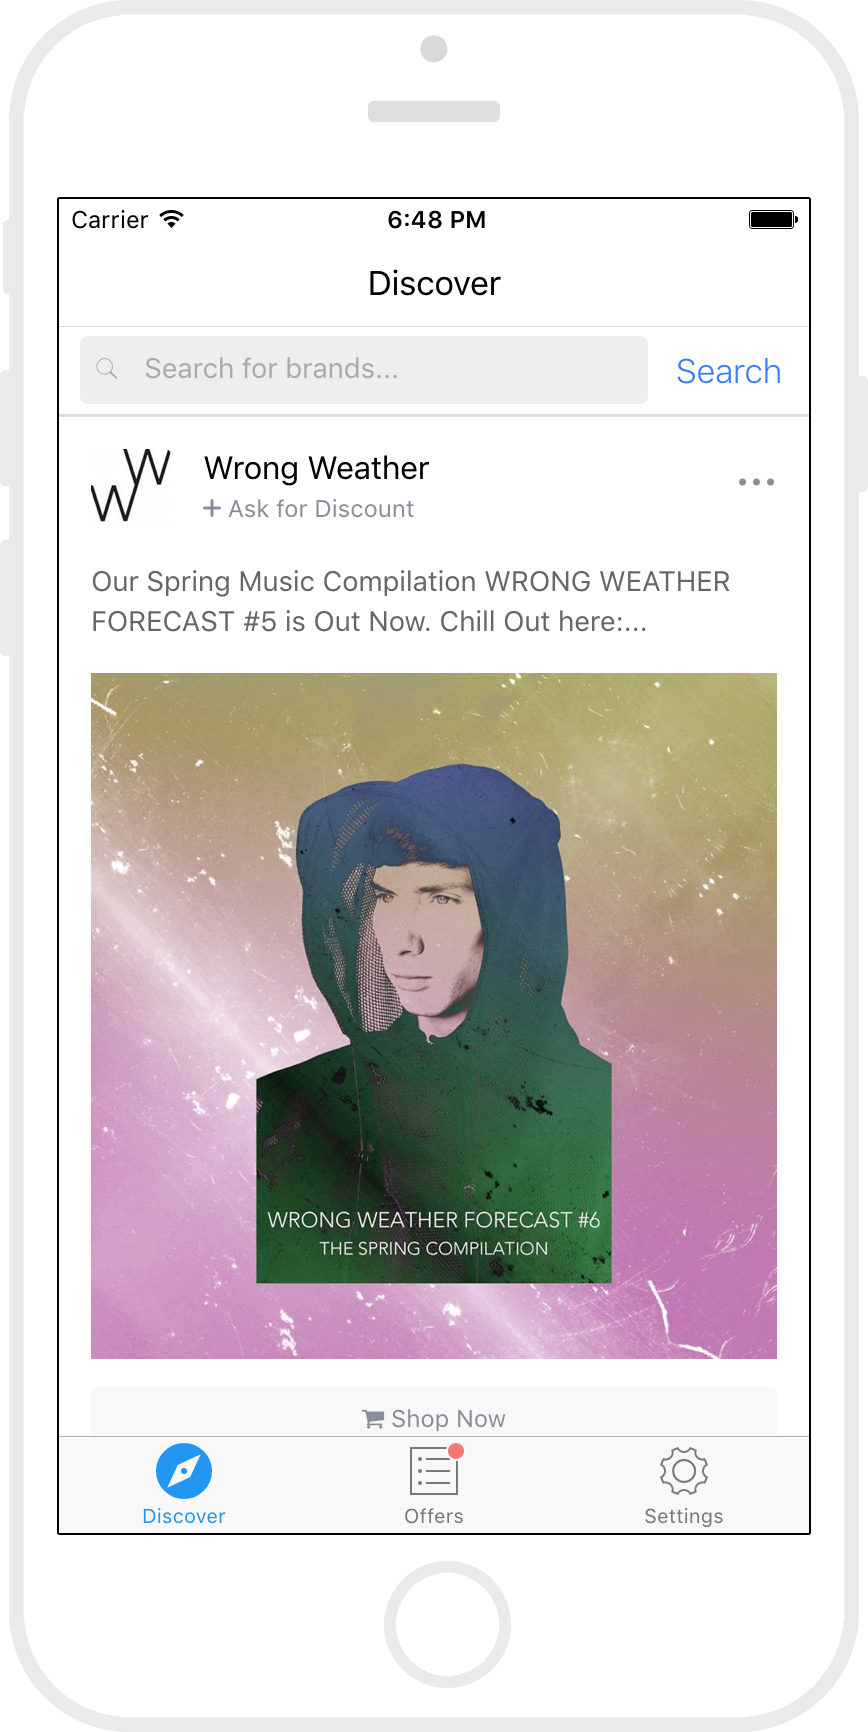 Carrier 6:48 PM
Discover
Search for brands... Search
W
W
Wrong Weather
+ Ask for Discount
Our Spring Music Compilation WRONG WEATHER
FORECAST #5 is Out Now. Chill Out here:...
WRONG WEATHER FORECAST #6
THE SPRING COMPILATION
Shop Now
Discover Offers Settings